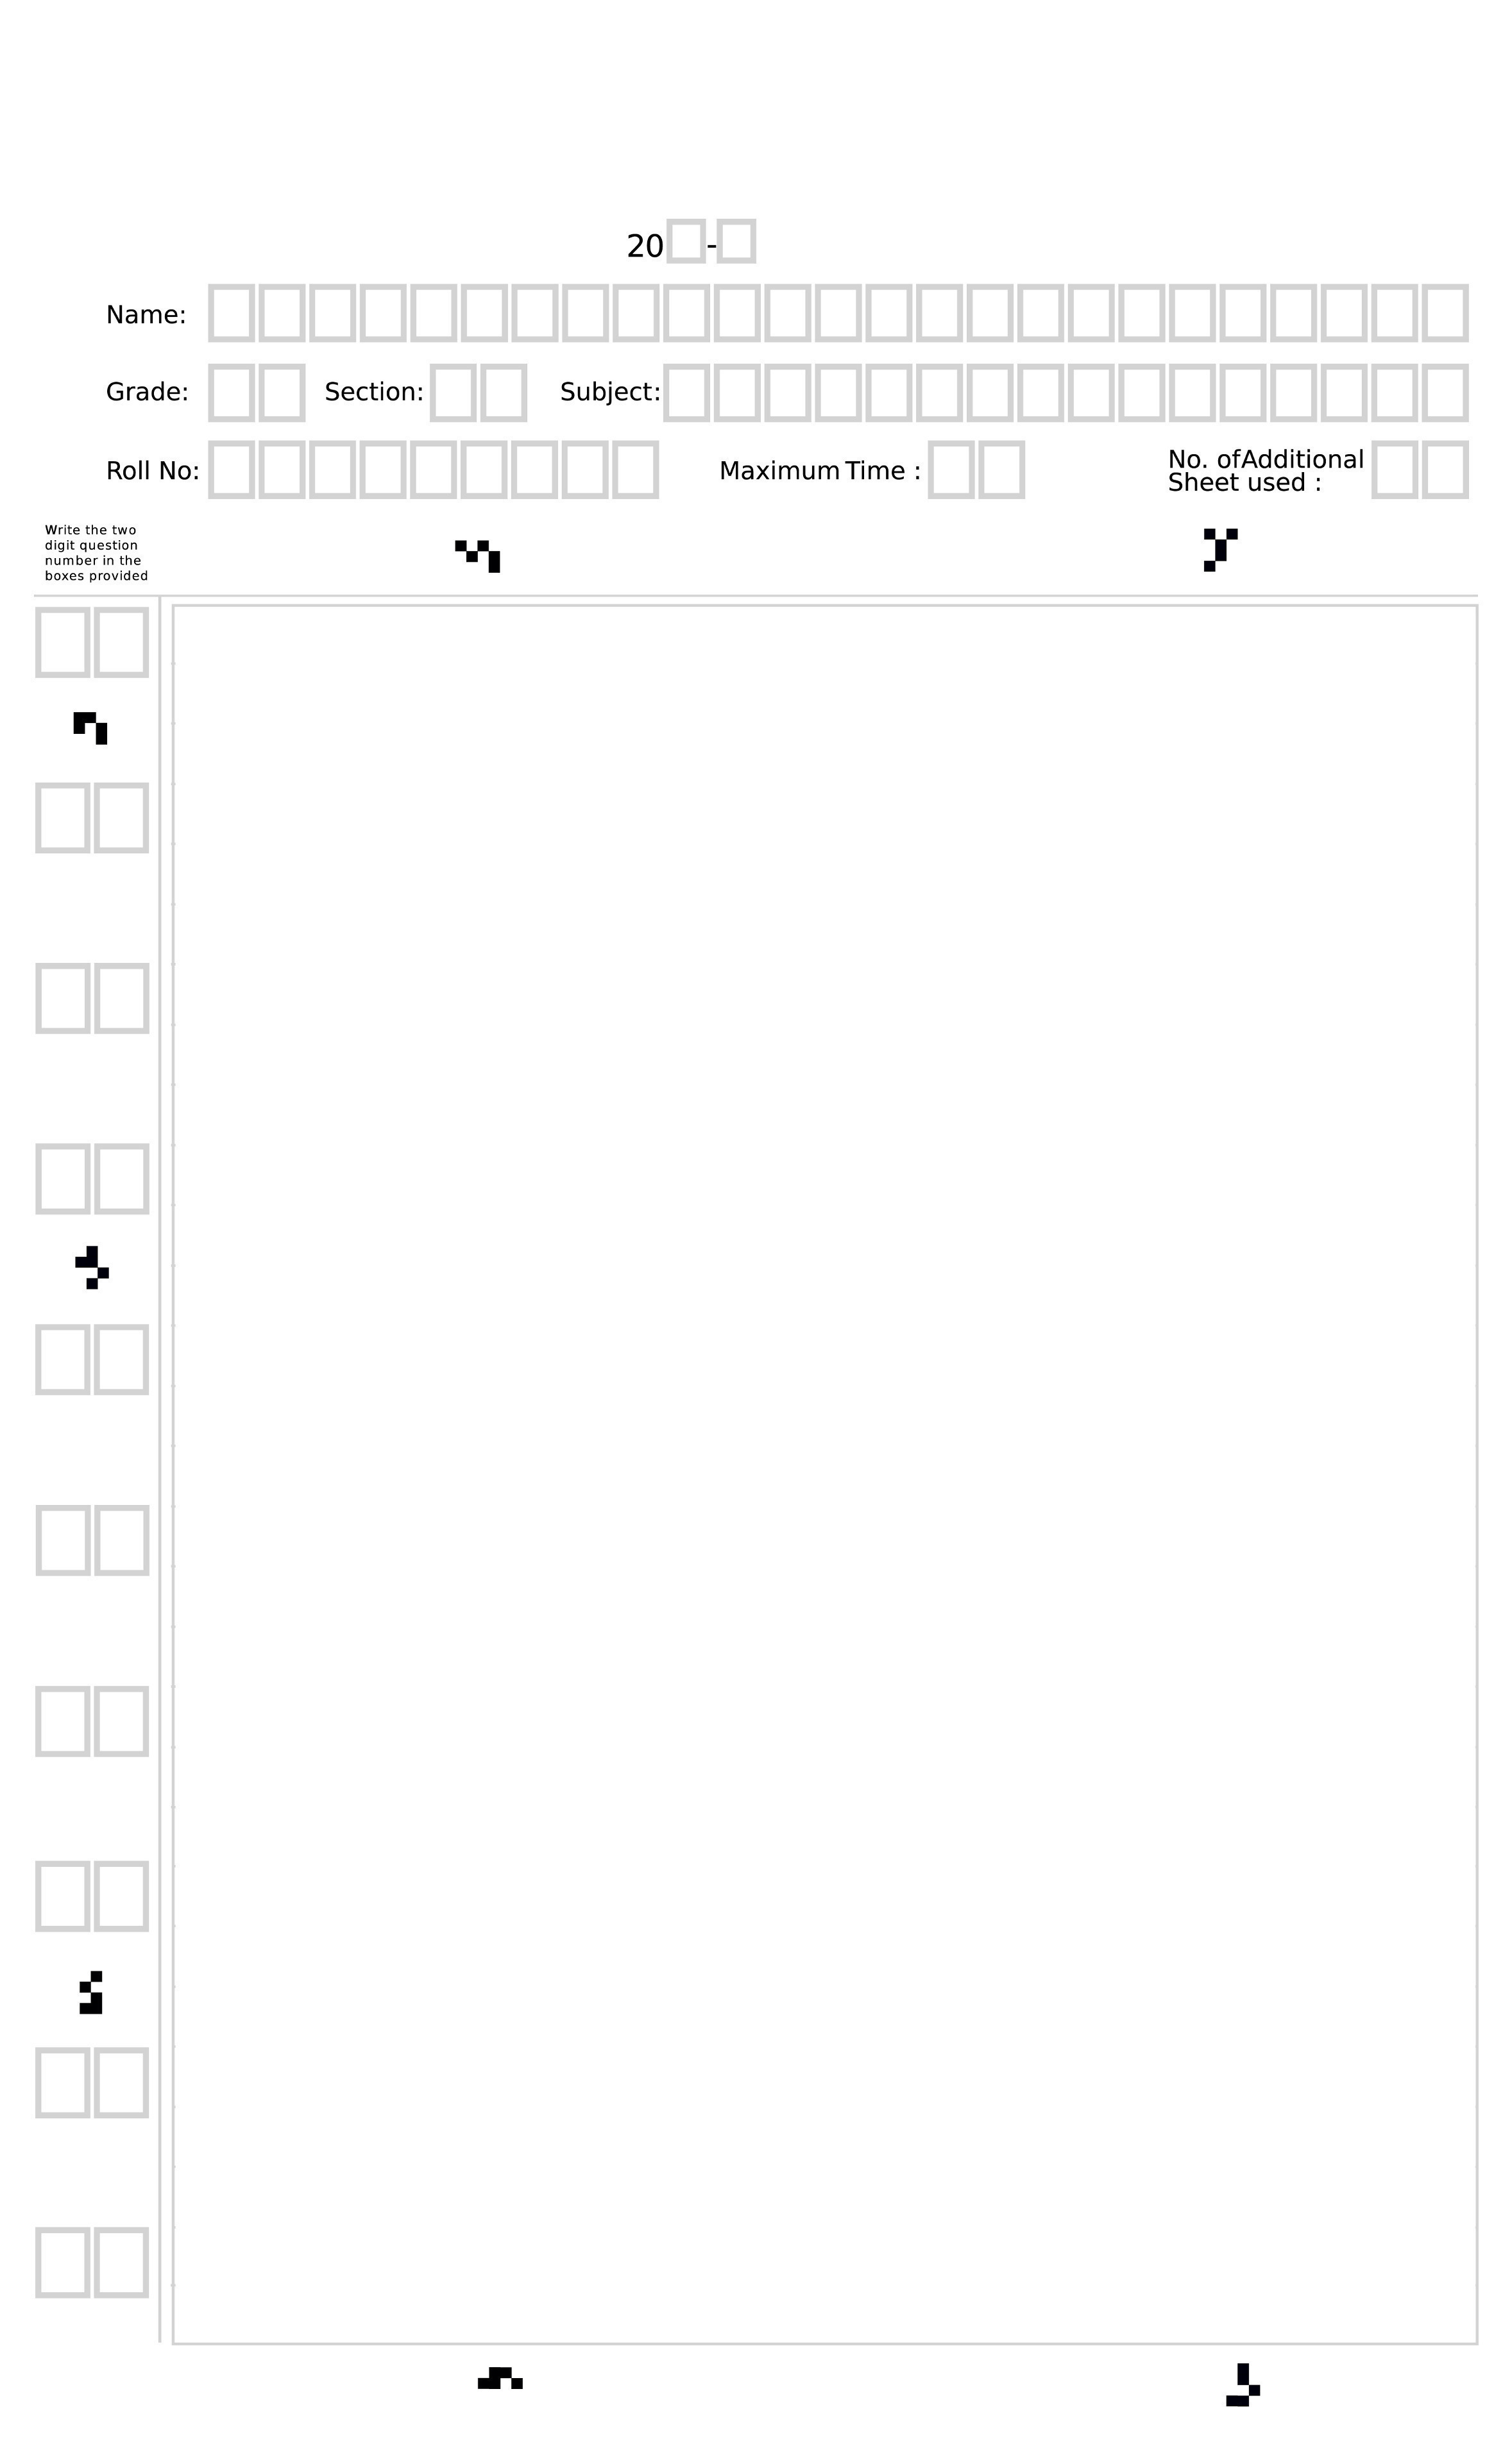 20 -
Name:
Grade: Section: Subject:
Roll No: Maximum Time : No. ofAdditional
Sheet used :
Write the two
digit question
number in the
boxes provided